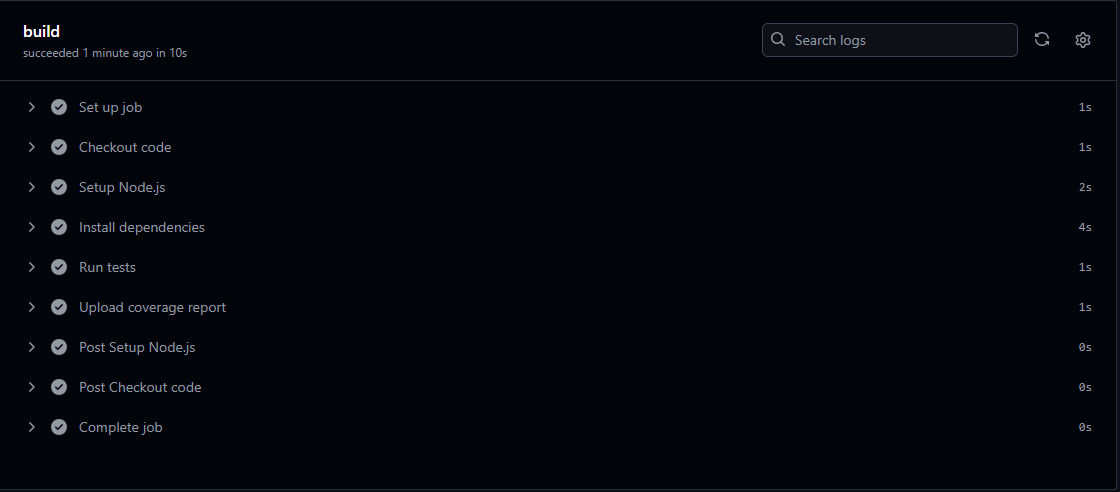 build
succeeded 1 minute ago in 10s
Search logs
Set up job 1s
Checkout code 1s
Setup Node.js 2s
Install dependencies 4s
Run tests 1s
Upload coverage report 1s
Post Setup Node.js 0s
Post Checkout code 0s
Complete job 0s